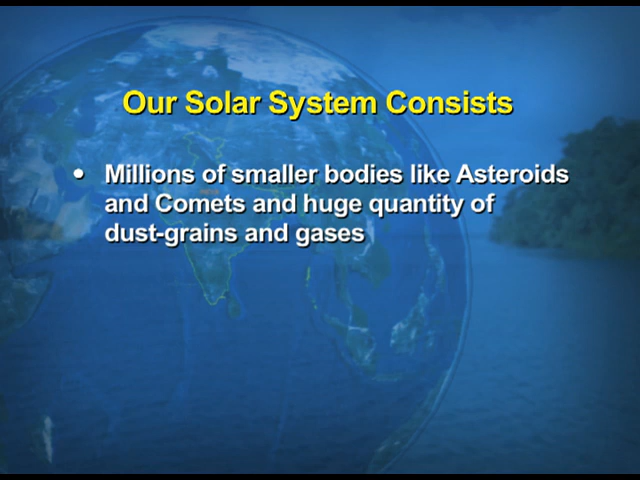 Our Solar System Consists
• Millions of smaller bodies like Asteroids
and Comets and huge quantity of
dust-grains and gases